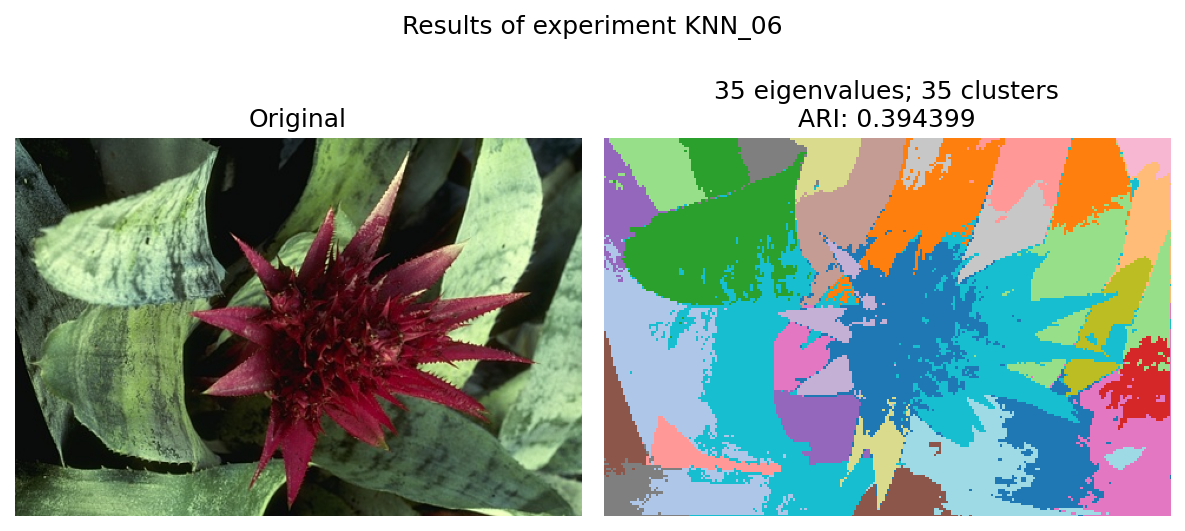 Results of experiment KNN_06
Original
35 eigenvalues; 35 clusters
ARI: 0.394399